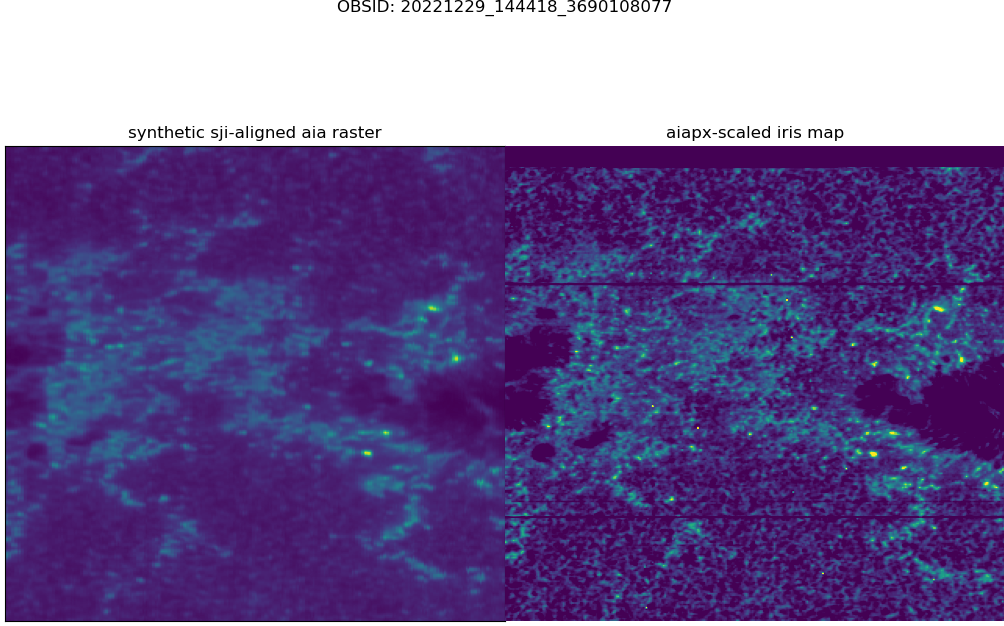 OBSID: 20221229_144418_3690108077
synthetic sji-aligned aia raster
aiapx-scaled iris map